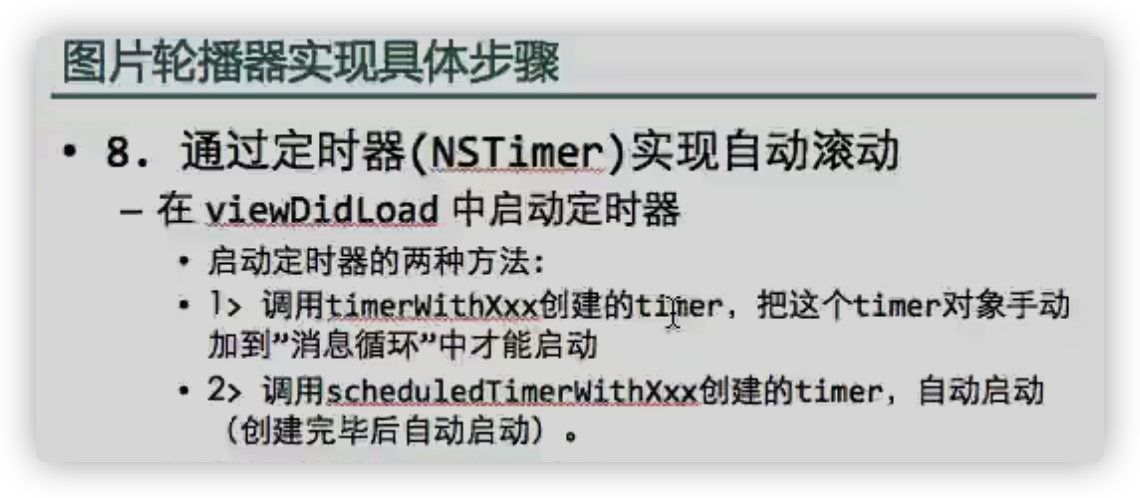 图片轮播器实现具体步骤
• 8. 通过定时器(NSTimer)实现自动滚动
– 在 viewDidLoad 中启动定时器
• 启动定时器的两种方法:
• 1> 调用timerWithXxx创建的timer，把这个timer对象手动
加到”消息循环”中才能启动
• 2> 调用scheduledTimerWithXxx创建的timer，自动启动
（创建完毕后自动启动）。